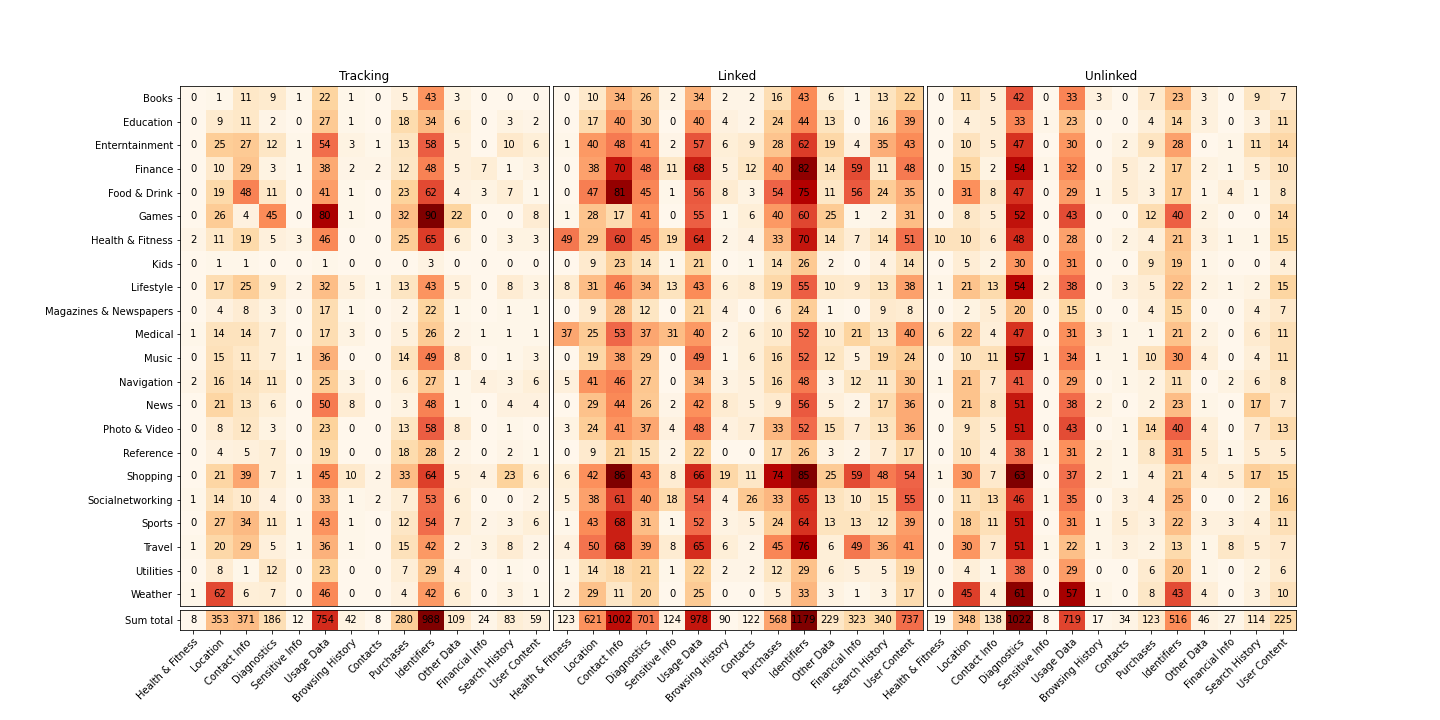 Tracking Linked Unlinked
Books 0 1 11 9 1 22 1 0 5 43 3 0 0 0 0 10 34 26 2 34 2 2 16 43 6 1 13 22 0 11 5 42 0 33 3 0 7 23 3 0 9 7
Education 0 9 11 2 0 27 1 0 18 34 6 0 3 2 0 17 40 30 0 40 4 2 24 44 13 0 16 39 0 4 5 33 1 23 0 0 4 14 3 0 3 11
Enterntainment 0 25 27 12 1 54 3 1 13 58 5 0 10 6 1 40 48 41 2 57 6 9 28 62 19 4 35 43 0 10 5 47 0 30 0 2 9 28 0 1 11 14
Finance 0 10 29 3 1 38 2 2 12 48 5 7 1 3 0 38 70 48 11 68 5 12 40 82 14 59 11 48 0 15 2 54 1 32 0 5 2 17 2 1 5 10
Food & Drink 0 19 48 11 0 41 1 0 23 62 4 3 7 1 0 47 81 45 1 56 8 3 54 75 11 56 24 35 0 31 8 47 0 29 1 5 3 17 1 4 1 8
Games 0 26 4 45 0 80 1 0 32 90 22 0 0 8 1 28 17 41 0 55 1 6 40 60 25 1 2 31 0 8 5 52 0 43 0 0 12 40 2 0 0 14
Health & Fitness 2 11 19 5 3 46 0 0 25 65 6 0 3 3 49 29 60 45 19 64 2 4 33 70 14 7 14 51 10 10 6 48 0 28 0 2 4 21 3 1 1 15
Kids 0 1 1 0 0 1 0 0 0 3 0 0 0 0 0 9 23 14 1 21 0 1 14 26 2 0 4 14 0 5 2 30 0 31 0 0 9 19 1 0 0 4
Lifestyle 0 17 25 9 2 32 5 1 13 43 5 0 8 3 8 31 46 34 13 43 6 8 19 55 10 9 13 38 1 21 13 54 2 38 0 3 5 22 2 1 2 15
Magazines & Newspapers 0 4 8 3 0 17 1 0 2 22 1 0 1 1 0 9 28 12 0 21 4 0 6 24 1 0 9 8 0 2 5 20 0 15 0 0 4 15 0 0 4 7
Medical 1 14 14 7 0 17 3 0 5 26 2 1 1 1 37 25 53 37 31 40 2 6 10 52 10 21 13 40 6 22 4 47 0 31 3 1 1 21 2 0 6 11
Music 0 15 11 7 1 36 0 0 14 49 8 0 1 3 0 19 38 29 0 49 1 6 16 52 12 5 19 24 0 10 11 57 1 34 1 1 10 30 4 0 4 11
Navigation 2 16 14 11 0 25 3 0 6 27 1 4 3 6 5 41 46 27 0 34 3 5 16 48 3 12 11 30 1 21 7 41 0 29 0 1 2 11 0 2 6 8
News 0 21 13 6 0 50 8 0 3 48 1 0 4 4 0 29 44 26 2 42 8 5 9 56 5 2 17 36 0 21 8 51 0 38 2 0 2 23 1 0 17 7
Photo & Video 0 8 12 3 0 23 0 0 13 58 8 0 1 0 3 24 41 37 4 48 4 7 33 52 15 7 13 36 0 9 5 51 0 43 0 1 14 40 4 0 7 13
Reference 0 4 5 7 0 19 0 0 18 28 2 0 2 1 0 9 21 15 2 22 0 0 17 26 3 2 7 17 0 10 4 38 1 31 2 1 8 31 5 1 5 5
Shopping 0 21 39 7 1 45 10 2 33 64 5 4 23 6 6 42 86 43 8 66 19 11 74 85 25 59 48 54 1 30 7 63 0 37 2 1 4 21 4 5 17 15
Socialnetworking 1 14 10 4 0 33 1 2 7 53 6 0 0 2 5 38 61 40 18 54 4 26 33 65 13 10 15 55 0 11 13 46 1 35 0 3 4 25 0 0 2 16
Sports 0 27 34 11 1 43 1 0 12 54 7 2 3 6 1 43 68 31 1 52 3 5 24 64 13 13 12 39 0 18 11 51 0 31 1 5 3 22 3 3 4 11
Travel 1 20 29 5 1 36 1 0 15 42 2 3 8 2 4 50 68 39 8 65 6 2 45 76 6 49 36 41 0 30 7 51 1 22 1 3 2 13 1 8 5 7
Utilities 0 8 1 12 0 23 0 0 7 29 4 0 1 0 1 14 18 21 1 22 2 2 12 29 6 5 5 19 0 4 1 38 0 29 0 0 6 20 1 0 2 6
Weather 1 62 6 7 0 46 0 0 4 42 6 0 3 1 2 29 11 20 0 25 0 0 5 33 3 1 3 17 0 45 4 61 0 57 0 1 8 43 4 0 3 10
Sum total 8 353 371 186 12 754 42 8 280 988 109 24 83 59 123 621 1002 701 124 978 90 122 568 1179 229 323 340 737 19 348 138 1022 8 719 17 34 123 516 46 27 114 225
Health & Fitness Location Contact Info Diagnostics Sensitive Info Usage Data Browsing History Contacts Purchases Identifiers Other Data Financial Info Search History User Content Health & Fitness Location Contact Info Diagnostics Sensitive Info Usage Data Browsing History Contacts Purchases Identifiers Other Data Financial Info Search History User Content Health & Fitness Location Contact Info Diagnostics Sensitive Info Usage Data Browsing History Contacts Purchases Identifiers Other Data Financial Info Search History User Content